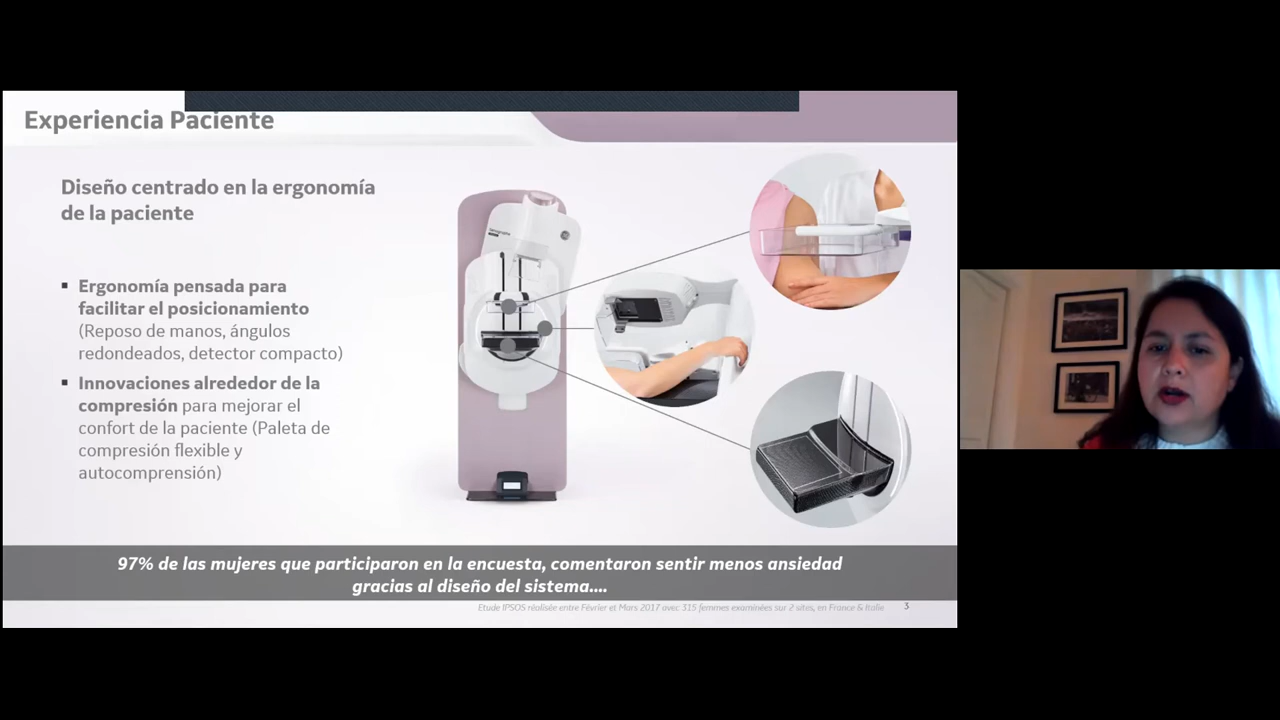 Experiencia Paciente
Diseño centrado en la ergonomía
de la paciente
▪ Ergonomía pensada para
facilitar el posicionamiento
(Reposo de manos, ángulos
redondeados, detector compacto)
▪ Innovaciones alrededor de la
compresión para mejorar el
confort de la paciente (Paleta de
compresión flexible y
autocomprensión)
97% de las mujeres que participaron en la encuesta, comentaron sentir menos ansiedad
gracias al diseño del sistema....
Etude IPSOS réalisée entre Février et Mars 2017 avec 315 femmes examinées sur 2 sites, en France & Italie
3